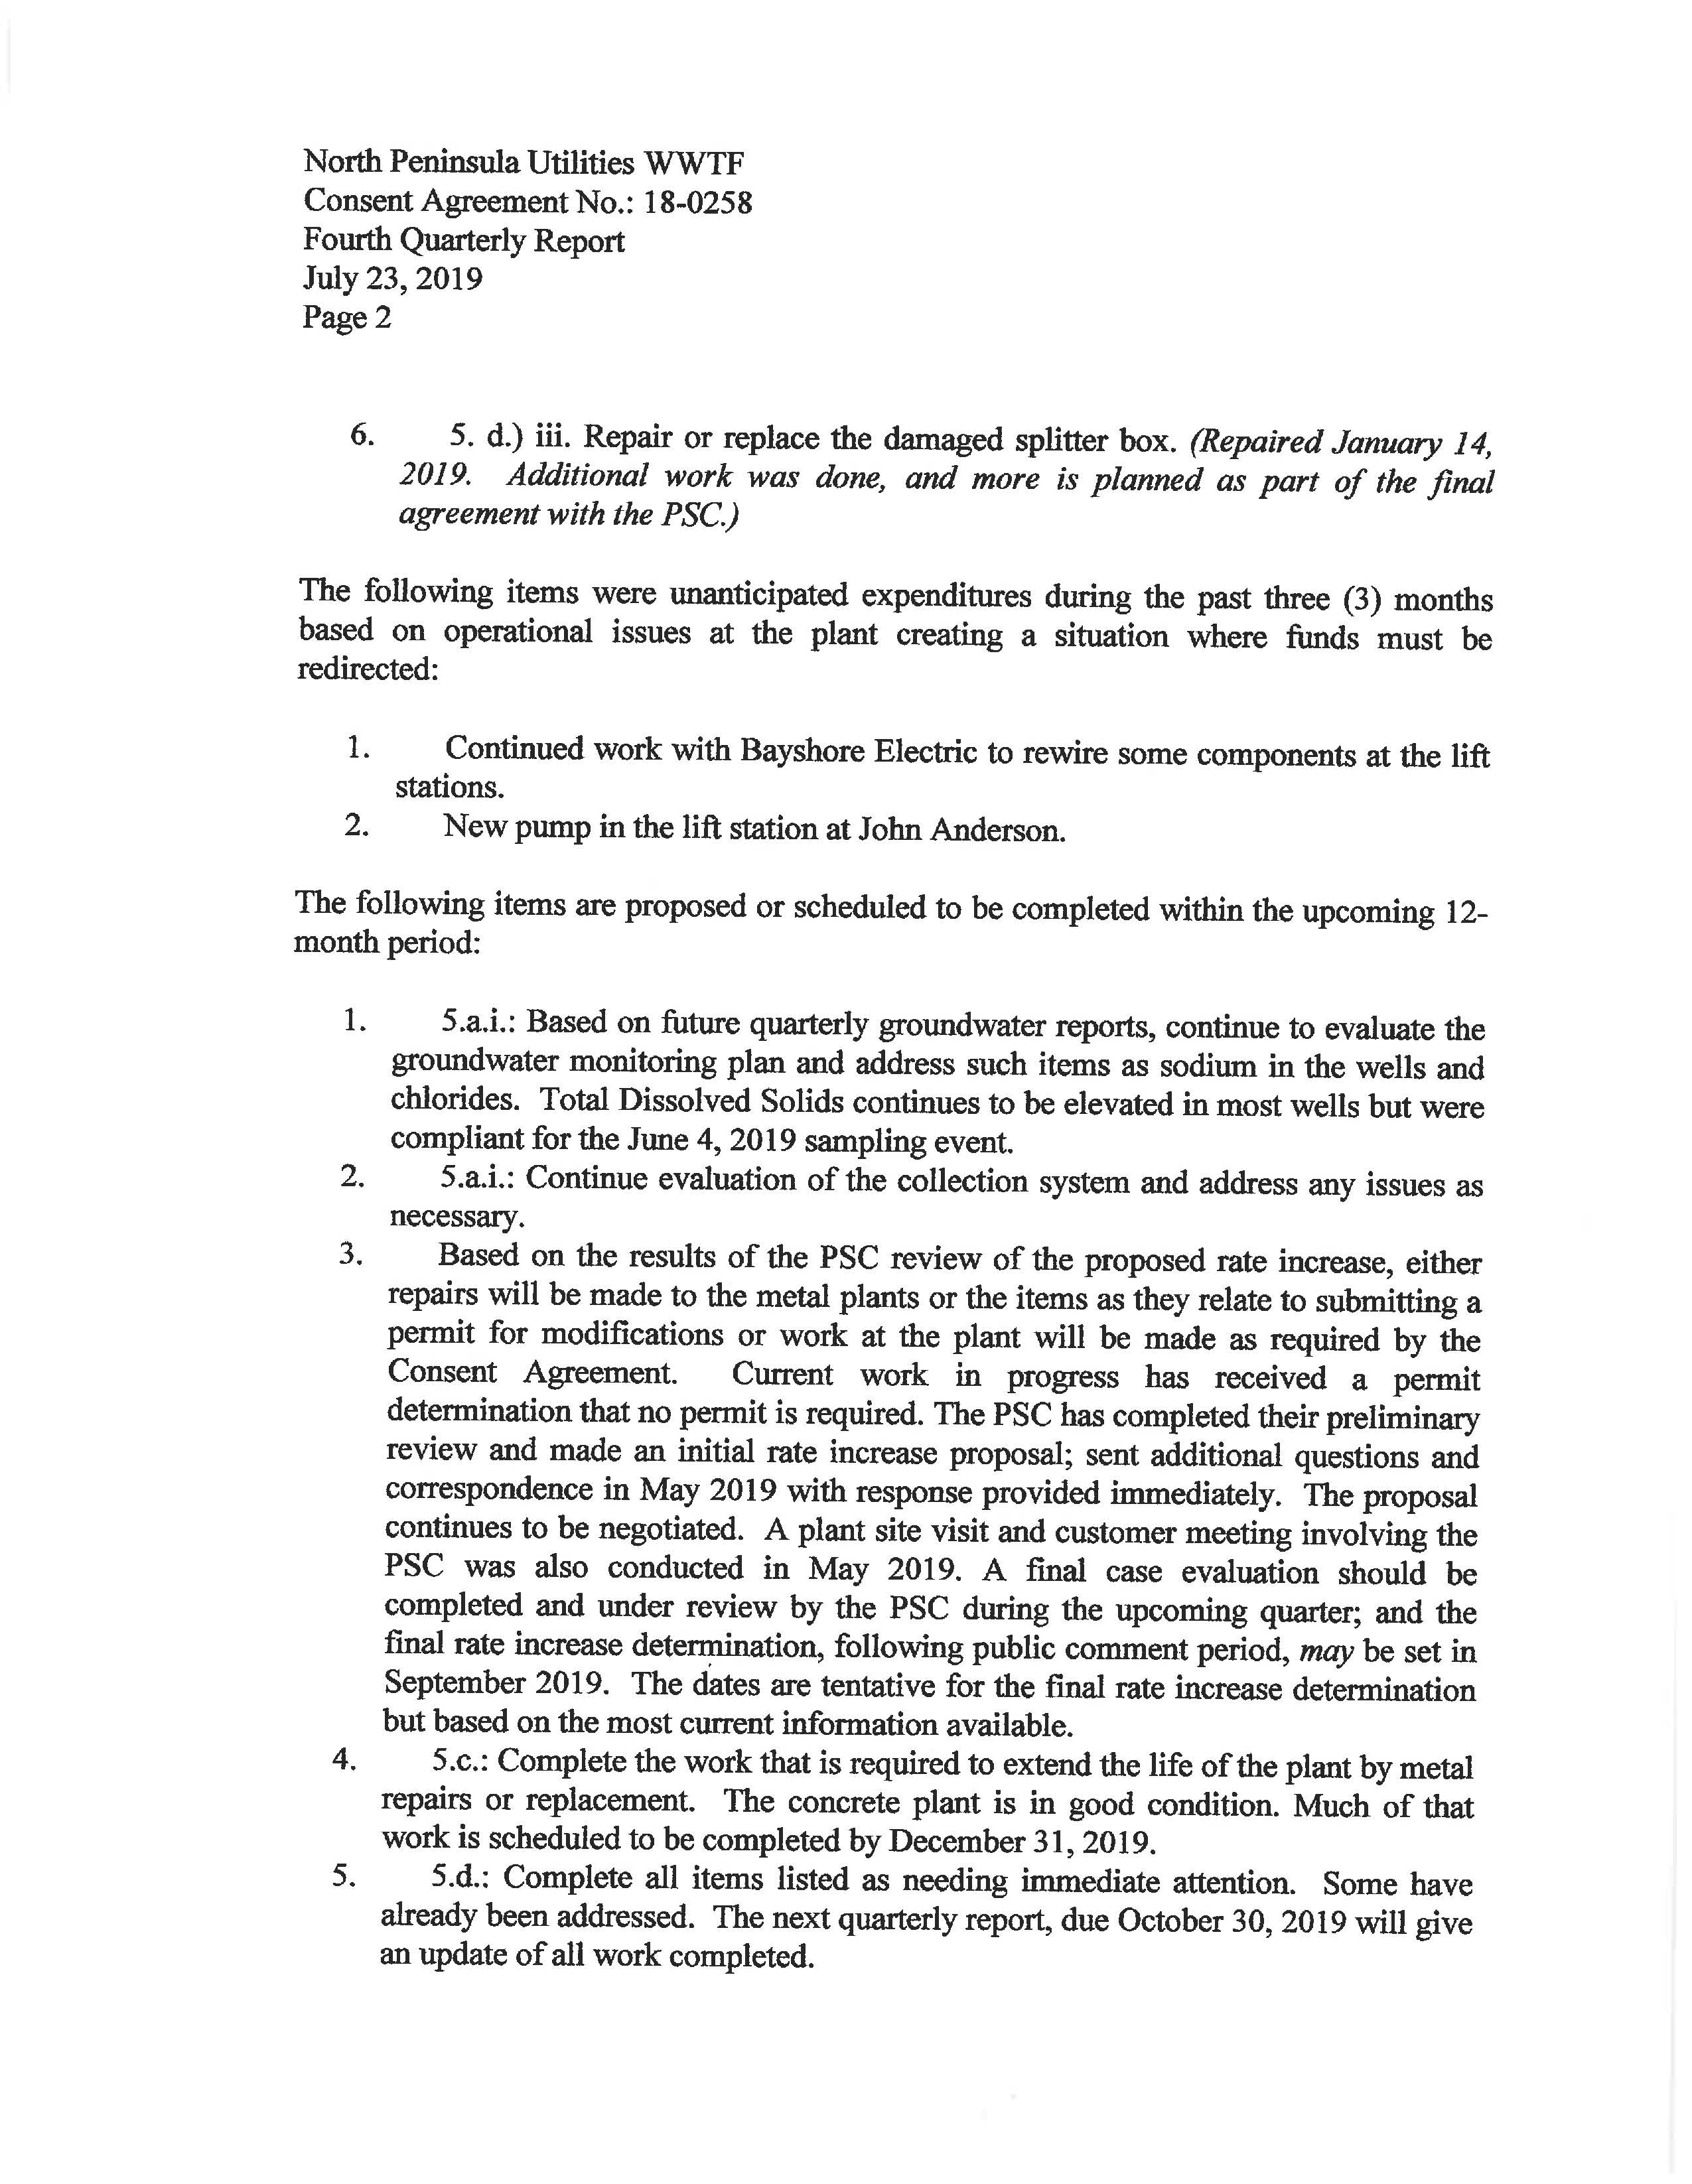 North Peninsula Utilities WWTF
Consent Agreement No.: 18-0258
Fourth Quarterly Report
July 23, 2019
Page 2
6. 5. d.) iii. Repair or replace the damaged splitter box. (Repaired January 14,
2019. Additional work was done, and more is planned as part of the final
agreement with the PSC.)
The following items were unanticipated expenditures during the past three (3) months
based on operational issues at the plant creating a situation where funds must be
redirected:
1. Continued work with Bayshore Electric to rewire some components at the lift
stations.
2. New pump in the lift station at John Anderson.
The following items are proposed or scheduled to be completed within the upcoming 12-
month period:
1. 5.a.i.: Based on future quarterly groundwater reports, continue to evaluate the
groundwater monitoring plan and address such items as sodium in the wells and
chlorides. Total Dissolved Solids continues to be elevated in most wells but were
compliant for the June 4, 2019 sampling event.
2. 5.a.i.: Continue evaluation of the collection system and address any issues as
necessary.
3. Based on the results of the PSC review of the proposed rate increase, either
repairs will be made to the metal plants or the items as they relate to submitting a
permit for modifications or work at the plant will be made as required by the
Consent Agreement. Current work in progress has received a permit
determination that no permit is required. The PSC has completed their preliminary
review and made an initial rate increase proposal; sent additional questions and
correspondence in May 2019 with response provided immediately. The proposal
continues to be negotiated. A plant site visit and customer meeting involving the
PSC was also conducted in May 2019. A final case evaluation should be
completed and under review by the PSC during the upcoming quarter; and the
final rate increase determination, following public comment period, may be set in
September 2019. The dates are tentative for the final rate increase determination
but based on the most current information available.
4. 5.c.: Complete the work that is required to extend the life of the plant by metal
repairs or replacement. The concrete plant is in good condition. Much of that
work is scheduled to be completed by December 31, 2019.
5. 5.d.: Complete all items listed as needing immediate attention. Some have
already been addressed. The next quarterly report, due October 30, 2019 will give
an update of all work completed.